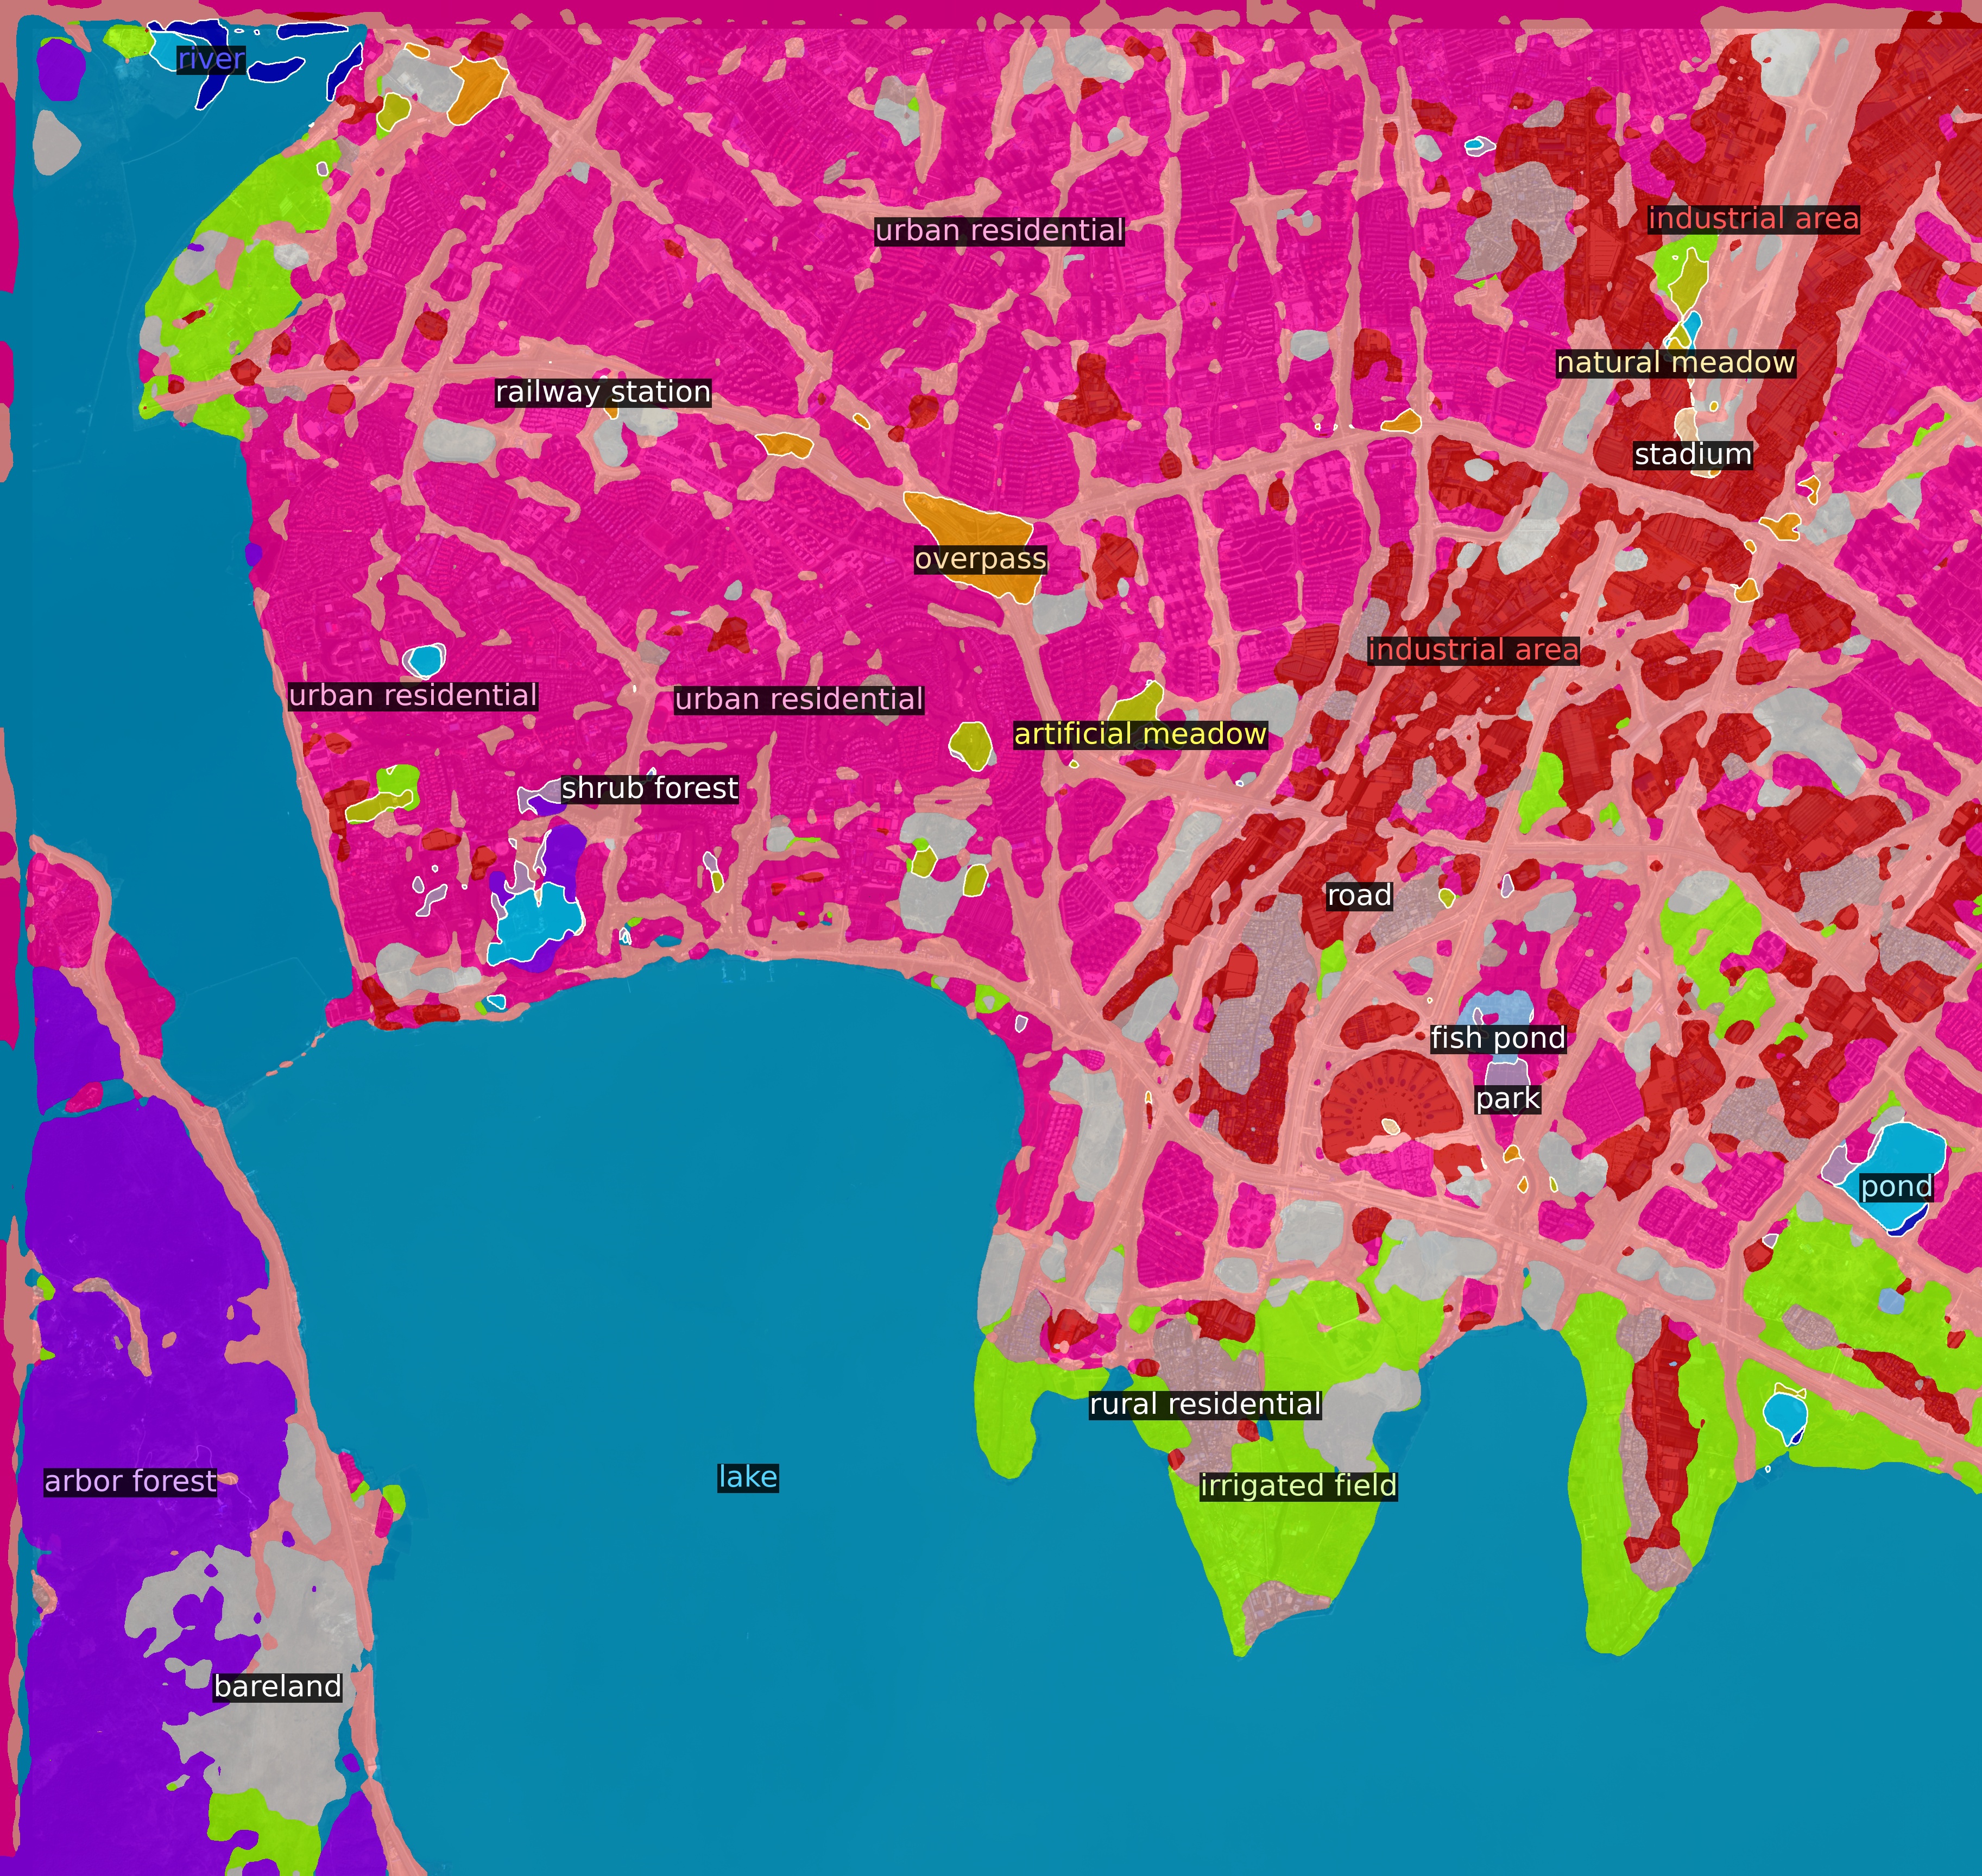 river
industrial area
urban residential
natural meadow
railway station
stadium
overpass
industrial area
urban residential
urban residential
artificial meadow
shrub forest
road
fish pond
park
pond
rural residential
lake
arbor forest
irrigated field
bareland